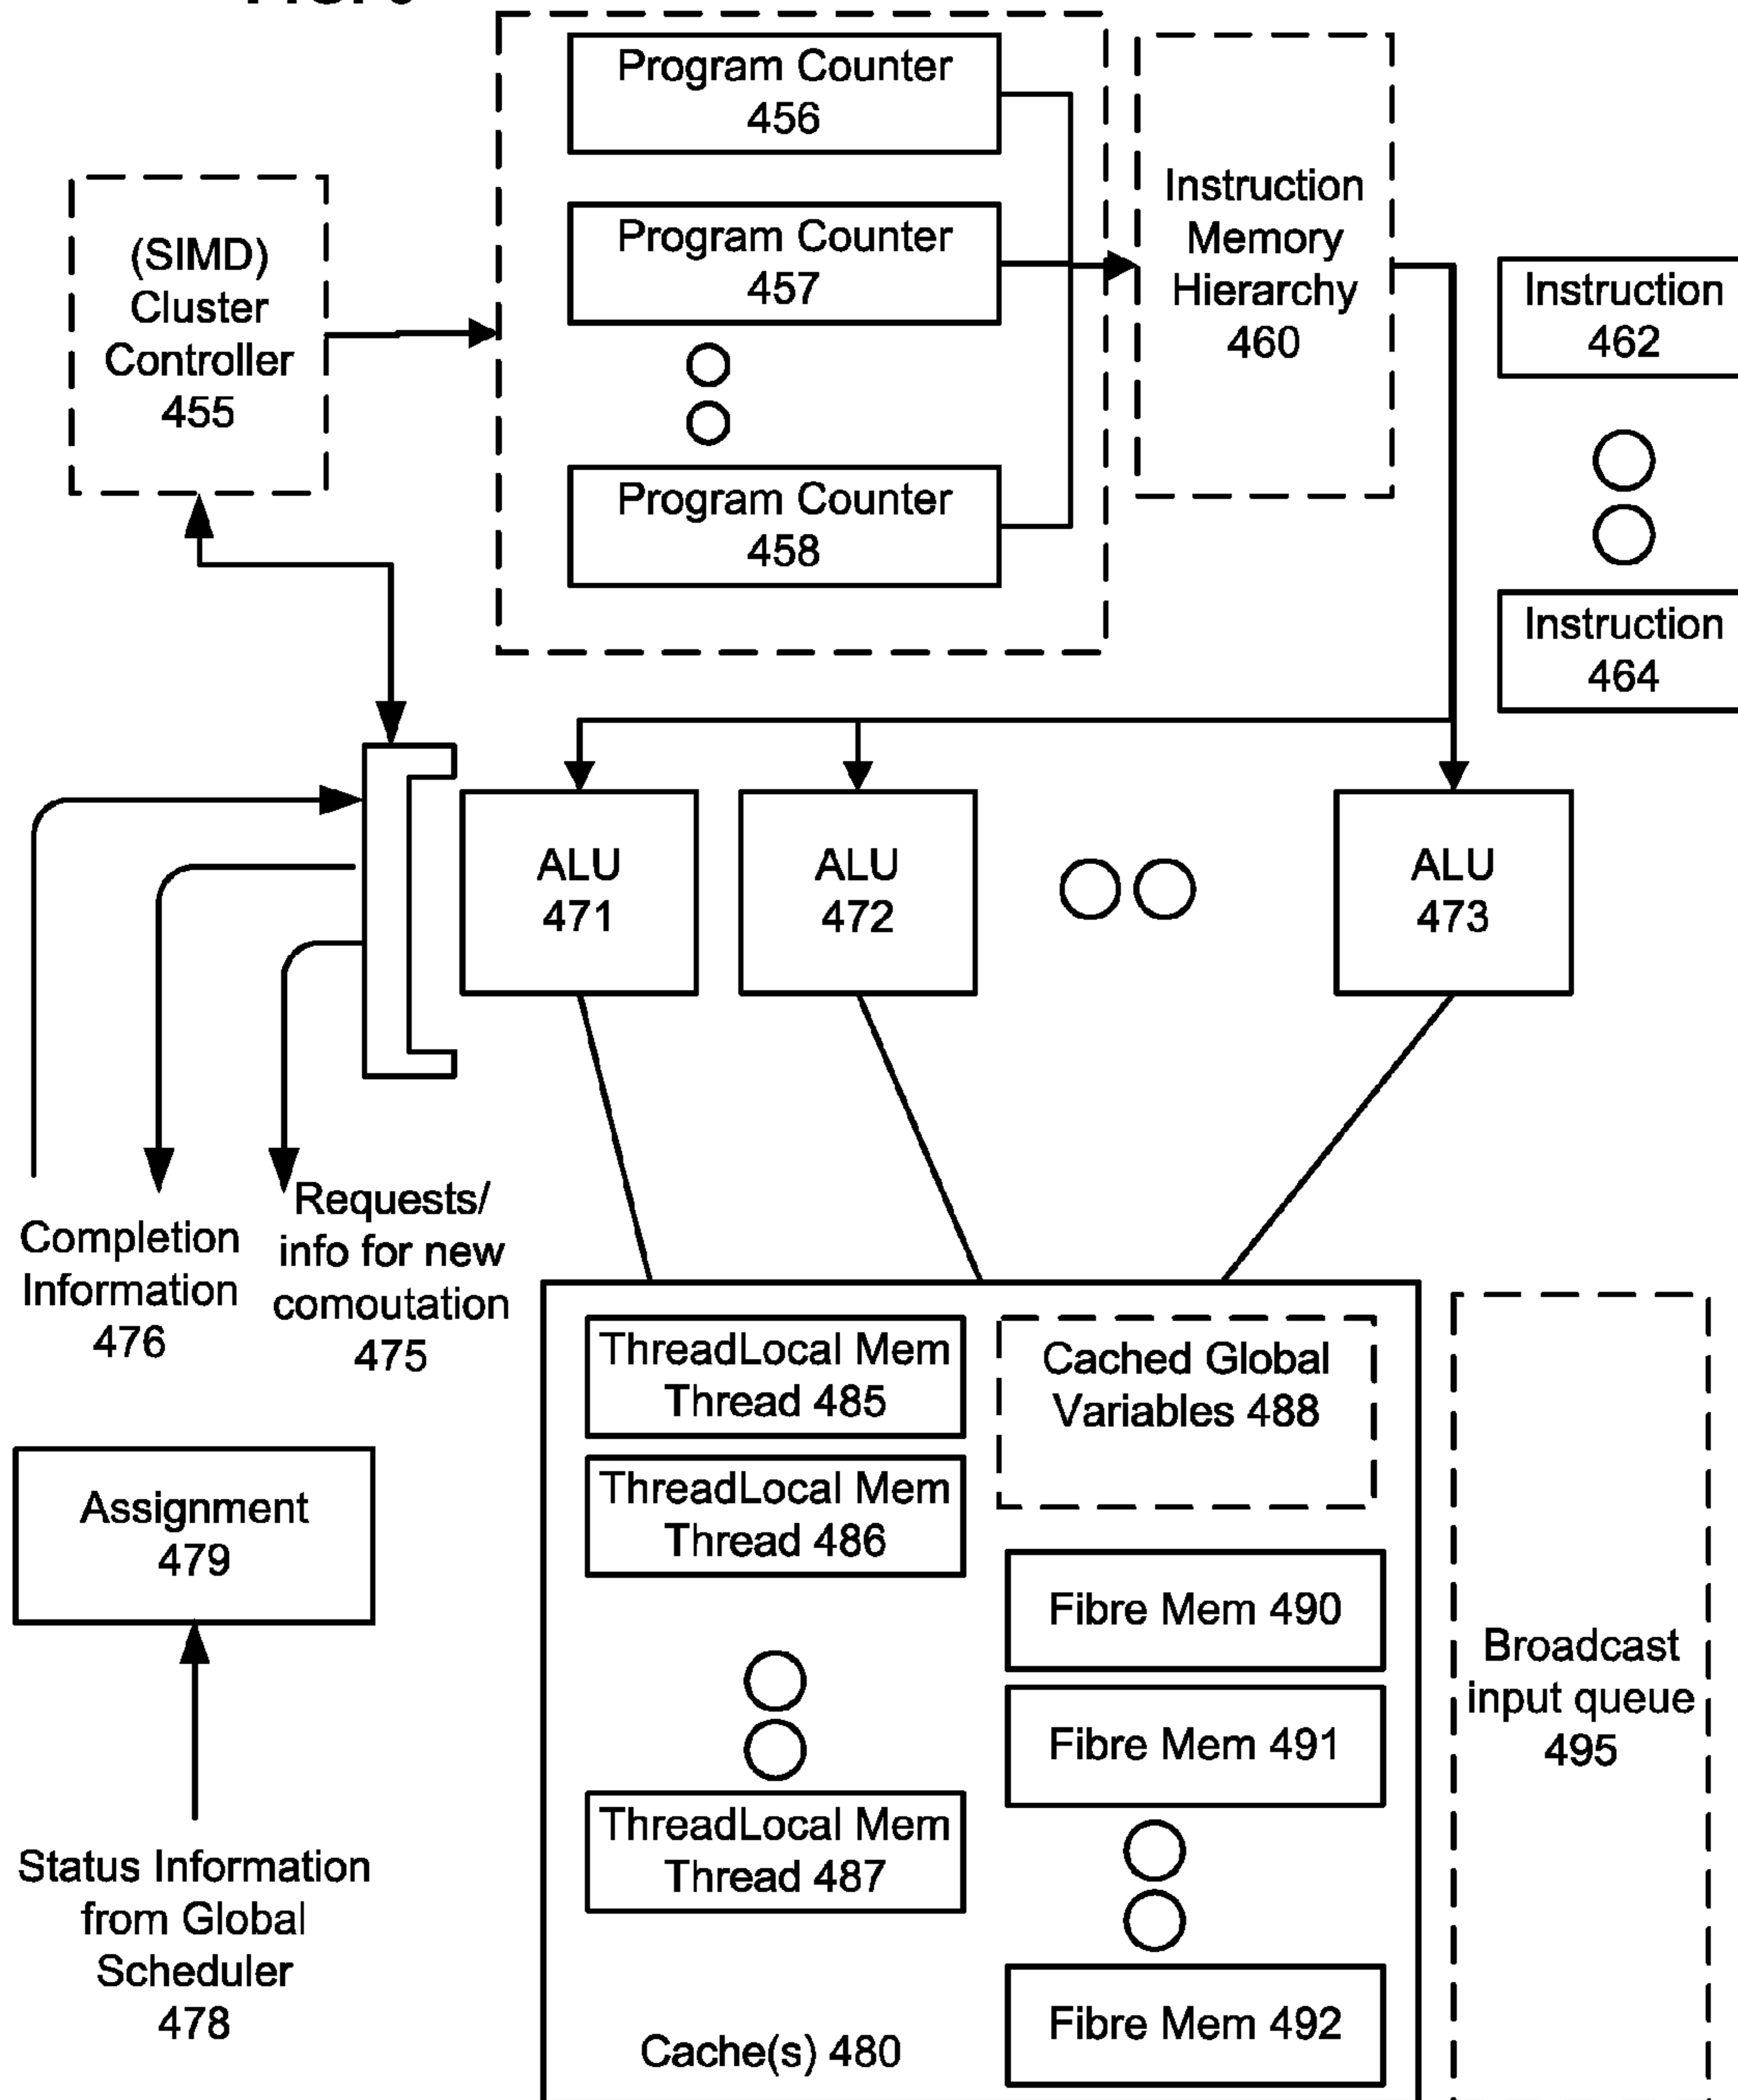 Program Counter
456
Program Counter
457
Program Counter
458
(SIMD)
Cluster
Controller
455
Instruction
Memory
Hierarchy
460
Instruction
462
Instruction
464
ALU
471
ALU
472
ALU
473
Completion
Information
476
Requests/
info for new
comoutation
475
Assignment
479
Status Information
from Global
Scheduler
478
ThreadLocal Mem
Thread 485
ThreadLocal Mem
Thread 486
ThreadLocal Mem
Thread 487
Cached Global
Variables 488
Fibre Mem 490
Fibre Mem 491
Fibre Mem 492
Cache(s) 480
Broadcast
input queue
495